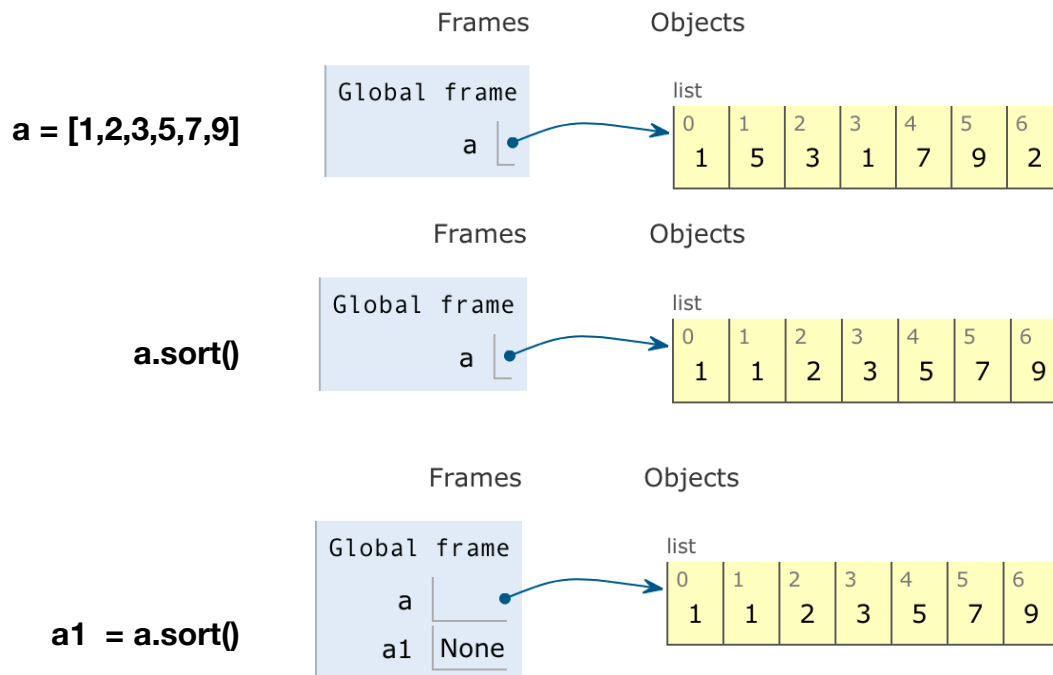 Frames Objects
Global frame
a = [1,2,3,5,7,9]
a
list
0 1 2 3 4 5 6
1 5 3 1 7 9 2
Frames Objects
Global frame
a.sort()
a
list
0 1 2 3 4 5 6
1 1 2 3 5 7 9
Frames Objects
Global frame
a
list
0 1 2 3 4 5 6
1 1 2 3 5 7 9
a1 = a.sort()
a1 None